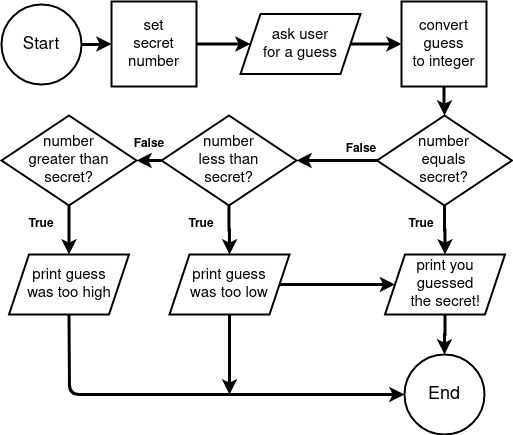 Start
set
secret
number
ask user
for a guess
convert
guess
to integer
number
greater than
secret?
False
number
less than
secret?
False
number
equals
secret?
True
True
True
print guess
was too high
print guess
was too low
print you
guessed
the secret!
End